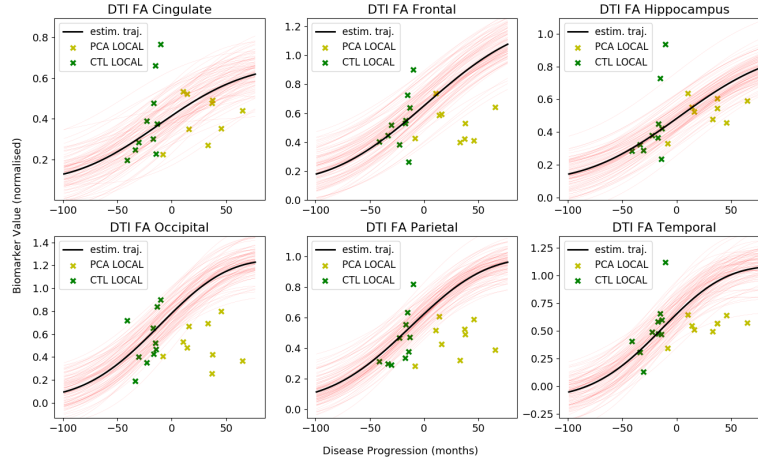 DTI FA Cingulate
DTI FA Frontal
DTI FA Hippocampus
estim. traj.
PCA LOCAL
CTL LOCAL
estim. traj.
PCA LOCAL
CTL LOCAL
estim. traj.
PCA LOCAL
CTL LOCAL
0.8
0.6
0.4
0.2
1.2
1.0
0.8
0.6
0.4
0.2
0.0
1.0
0.8
0.6
0.4
0.2
0.0
−100 −50 0 50
−100 −50 0 50
−100 −50 0 50
Biomarker Value (normalised)
DTI FA Occipital
DTI FA Parietal
DTI FA Temporal
estim. traj.
PCA LOCAL
CTL LOCAL
estim. traj.
PCA LOCAL
CTL LOCAL
estim. traj.
PCA LOCAL
CTL LOCAL
1.4
1.2
1.0
0.8
0.6
0.4
0.2
0.0
1.0
0.8
0.6
0.4
0.2
0.0
1.25
1.00
0.75
0.50
0.25
0.00
−0.25
−100 −50 0 50
−100 −50 0 50
−100 −50 0 50
Disease Progression (months)